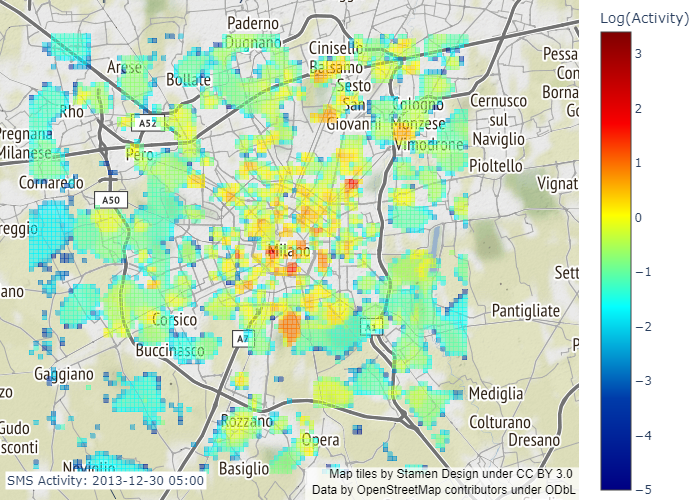 Paderno
Dugnano
Cinisello
Balsamo
Arese
Bollate
Sesto
San
Giovanni
Cologno
Monzese
Cernusco
sul
Naviglio
Pessa
Con
Borna
Go
Rho
A52
Pregnana
Milanese
Pero
Vimodrone
Pioltello
Cornaredo
A50
Vignat
reggio
Milano
Sett
ano
Corsico
A7
A1
Pantigliate
Buccinasco
P
Gaggiano
zo
Mediglia
Gudo
sconti
Rozzano
Opera
Colturano
Dresano
Noviglio
Basiglio
SMS Activity: 2013-12-30 05:00
Map tiles by Stamen Design under CC BY 3.0
Data by OpenStreetMap contributors under ODbL
Log(Activity)
3
2
1
0
−1
−2
−3
−4
−5